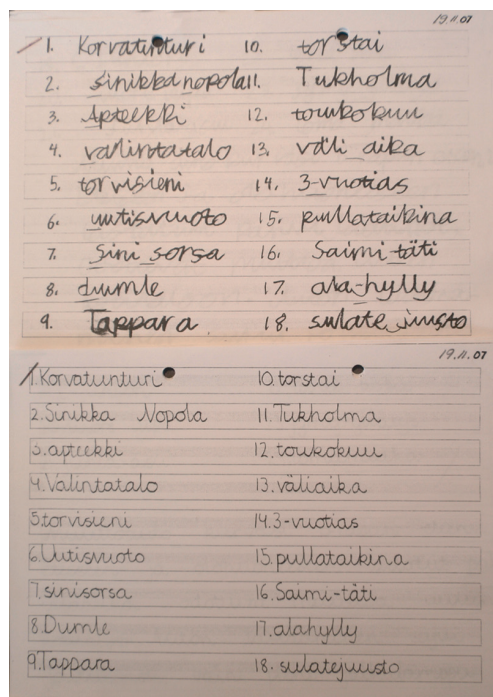 19.11.07
1. Korvatunturi 10. torstai
2. sinikka nopola 11. Tukholma
3. Apteekki 12. toukokuu
4. valintatalo 13. väli aika
5. torvisieni 14. 3-vuotias
6. uutisvuoto 15. pullataikina
7. Sini sorsa 16. Saimi täti
8. dumle 17. ala-hylly
9. Tappara 18. sulate juusto
19.11.07
1. Korvatunturi 10. torstai
2. Sinikka Nopola 11. Tukholma
3. apteekki 12. toukokuu
4. Valintatalo 13. väliaika
5. torvisieni 14. 3-vuotias
6. Uutisvuoto 15. pullataikina
7. sinisorsa 16. Saimi-täti
8. Dumle 17. alahylly
9. Tappara 18. sulatejuusto